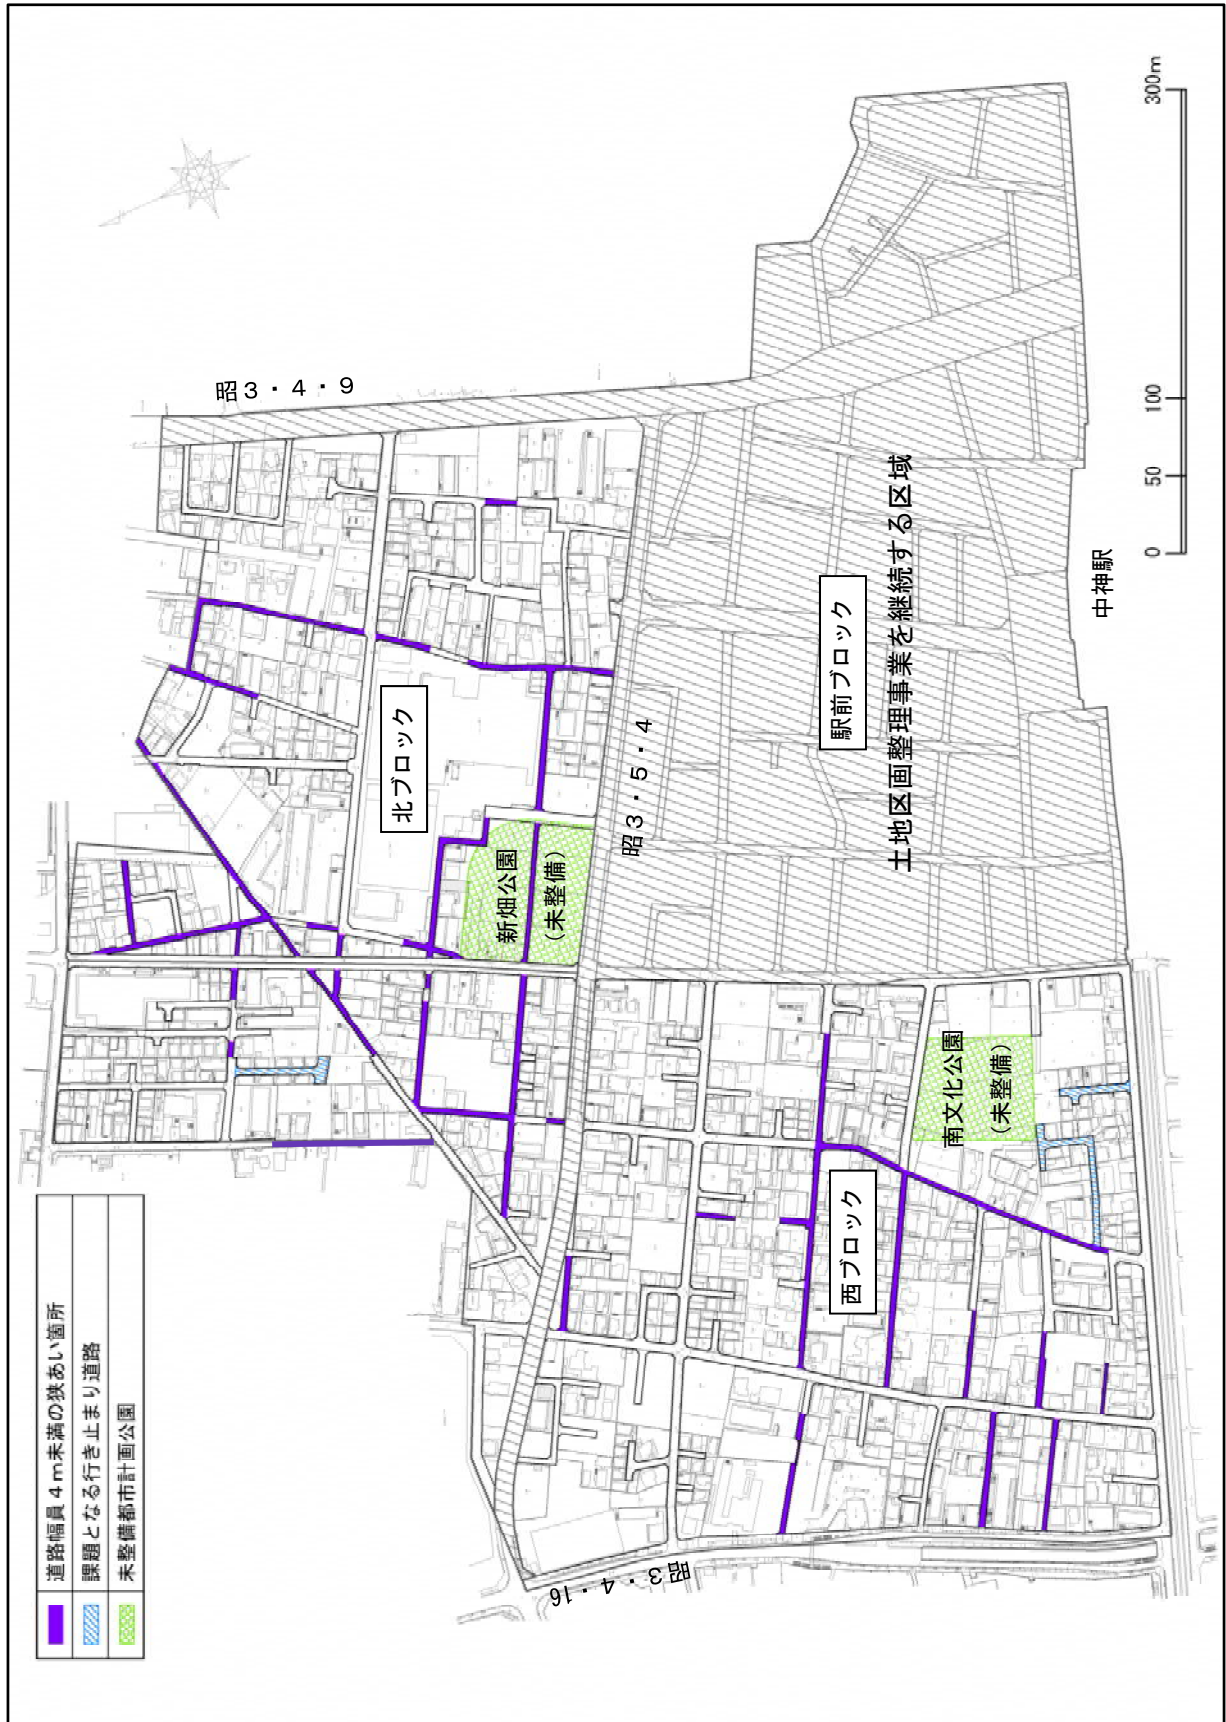 道路幅員4m未満の狭あい箇所
課題となる行き止まり道路
未整備都市計画公園
昭3・4・9
北ブロック
新畑公園
(未整備)
昭3・5・4
駅前ブロック
土地区画整理事業を継続する区域
南文化公園
(未整備)
西ブロック
昭3・4・16
中神駅
0 50 100 300m